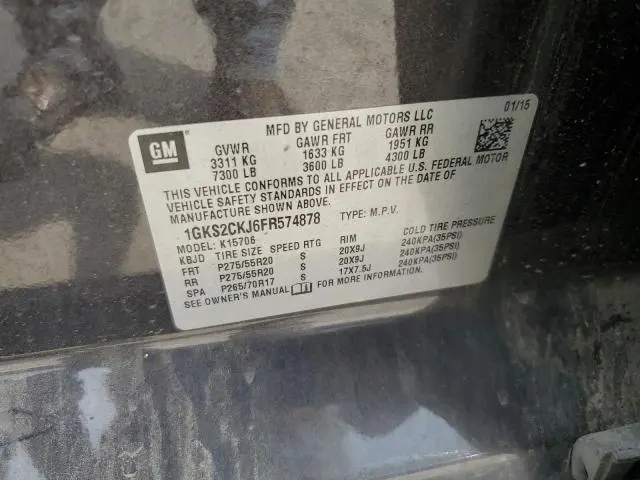 GM
01/15
MFD BY GENERAL MOTORS LLC
GVWR GAWR FRT GAWR RR
3311 KG 1633 KG 1951 KG
7300 LB 3600 LB 4300 LB
THIS VEHICLE CONFORMS TO ALL APPLICABLE U.S. FEDERAL MOTOR
VEHICLE SAFETY STANDARDS IN EFFECT ON THE DATE OF MANUFACTURE
SHOWN ABOVE.
1GKS2CKJ6FR574878 TYPE: M.P.V.
MODEL: K15706
KBJD TIRE SIZE SPEED RTG RIM COLD TIRE PRESSURE
FRT P275/55R20 S 20X9J 240KPA(35PSI)
RR P275/55R20 S 20X9J 240KPA(35PSI)
SPA P265/70R17 S 17X7.5J 240KPA(35PSI)
SEE OWNER'S MANUAL FOR MORE INFORMATION.